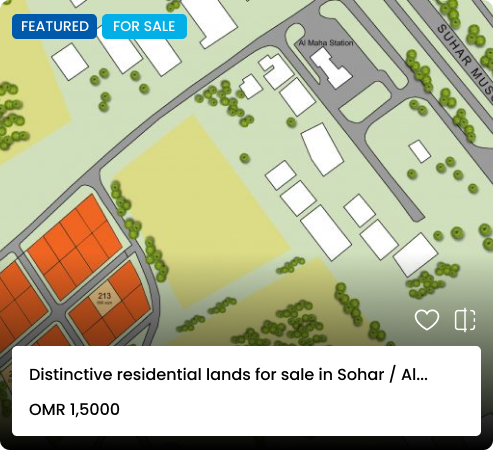 FEATURED
FOR SALE
Al Maha Station
SUHAR MUS
213
Distinctive residential lands for sale in Sohar / Al...
OMR 1,5000